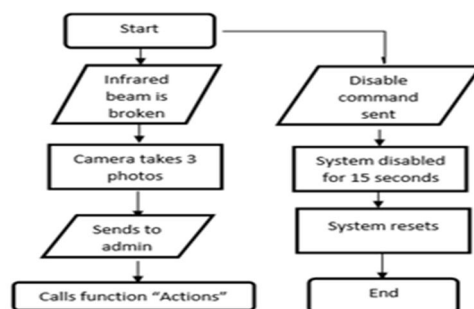 Start
Infrared
beam is
broken
Camera takes 3
photos
Sends to
admin
Calls function "Actions"
Disable
command
sent
System disabled
for 15 seconds
System resets
End